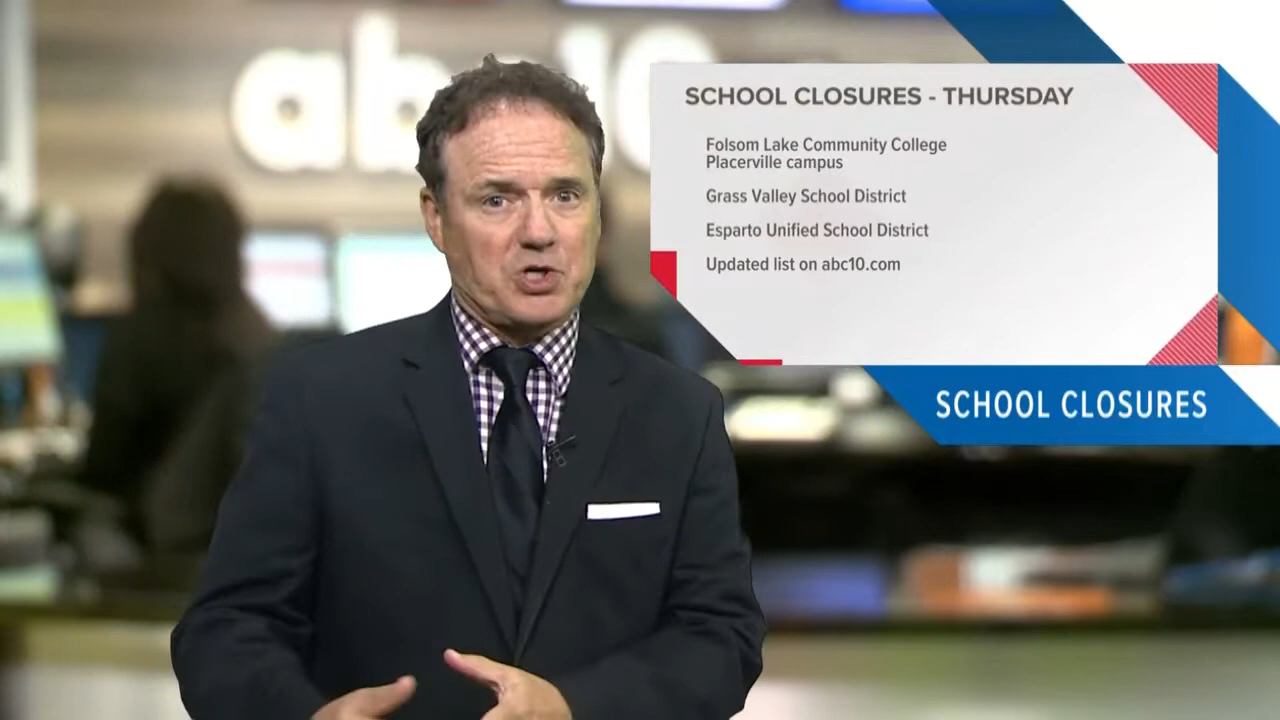 abc10
SCHOOL CLOSURES - THURSDAY
Folsom Lake Community College
Placerville campus
Grass Valley School District
Esparto Unified School District
Updated list on abc10.com
SCHOOL CLOSURES